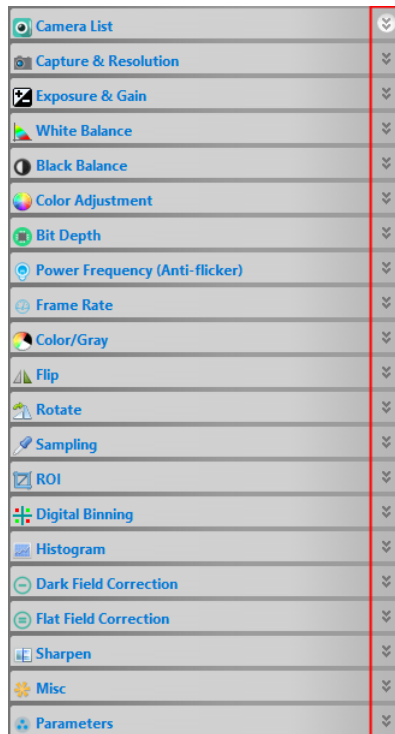 Camera List
Capture & Resolution
Exposure & Gain
White Balance
Black Balance
Color Adjustment
Bit Depth
Power Frequency (Anti-flicker)
Frame Rate
Color/Gray
Flip
Rotate
Sampling
ROI
Digital Binning
Histogram
Dark Field Correction
Flat Field Correction
Sharpen
Misc
Parameters